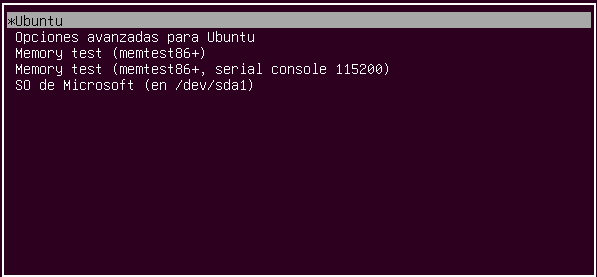 *Ubuntu
Opciones avanzadas para Ubuntu
Memory test (memtest86+)
Memory test (memtest86+, serial console 115200)
SO de Microsoft (en /dev/sda1)